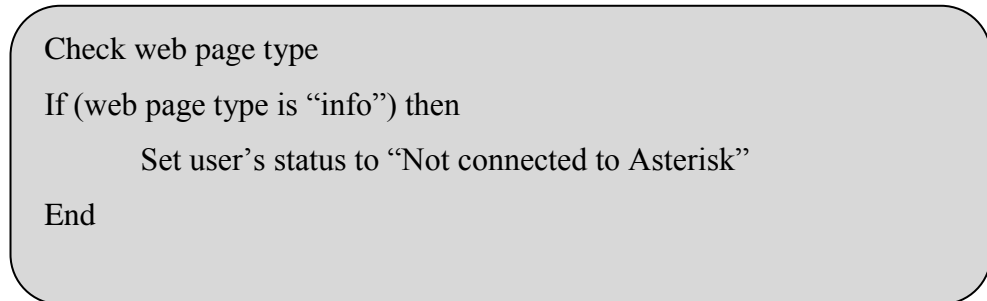 Check web page type
If (web page type is “info”) then
Set user’s status to “Not connected to Asterisk”
End